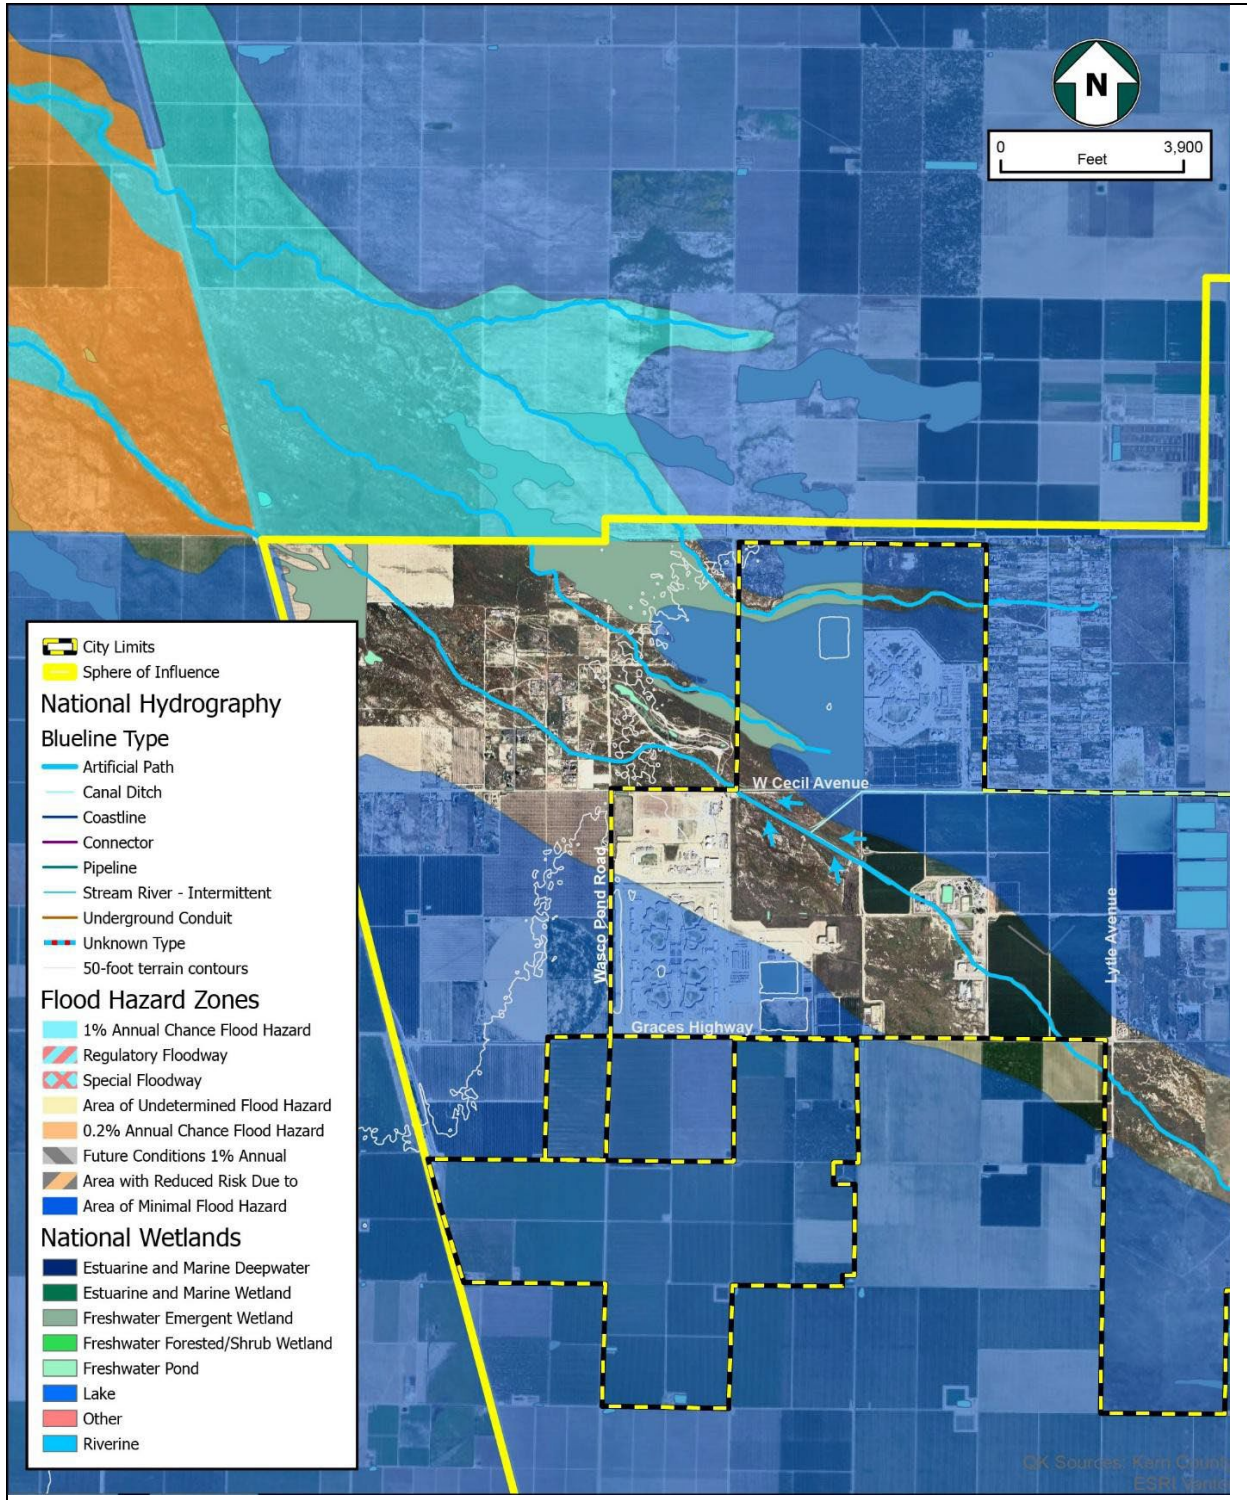 N
0 3,900
Feet
City Limits
Sphere of Influence
National Hydrography
Blueline Type
Artificial Path
Canal Ditch
Coastline
Connector
Pipeline
Stream River - Intermittent
Underground Conduit
Unknown Type
50-foot terrain contours
Flood Hazard Zones
1% Annual Chance Flood Hazard
Regulatory Floodway
Special Floodway
Area of Undetermined Flood Hazard
0.2% Annual Chance Flood Hazard
Future Conditions 1% Annual
Area with Reduced Risk Due to
Area of Minimal Flood Hazard
National Wetlands
Estuarine and Marine Deepwater
Estuarine and Marine Wetland
Freshwater Emergent Wetland
Freshwater Forested/Shrub Wetland
Freshwater Pond
Lake
Other
Riverine
W Cecil Avenue
Wasco Pond Road
Lytle Avenue
Graces Highway
QK Sources: Kern
ESRI